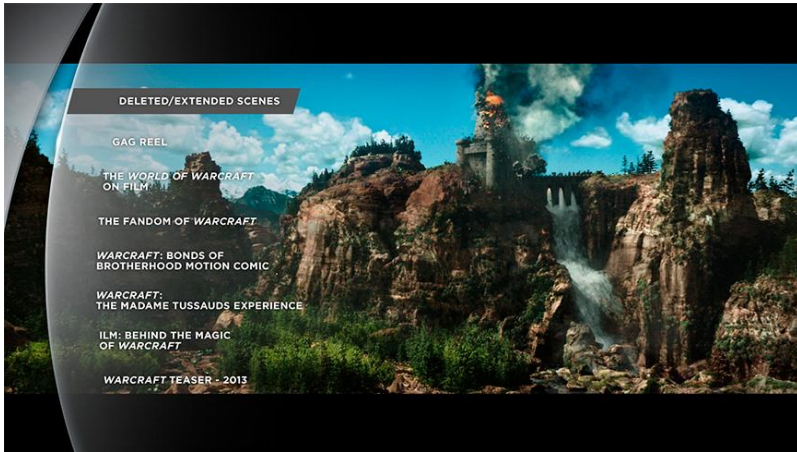 DELETED/EXTENDED SCENES
GAG REEL
THE WORLD OF WARCRAFT
ON FILM
THE FANDOM OF WARCRAFT
WARCRAFT: BONDS OF
BROTHERHOOD MOTION COMIC
WARCRAFT:
THE MADAME TUSSAUDS EXPERIENCE
ILM: BEHIND THE MAGIC
OF WARCRAFT
WARCRAFT TEASER - 2013